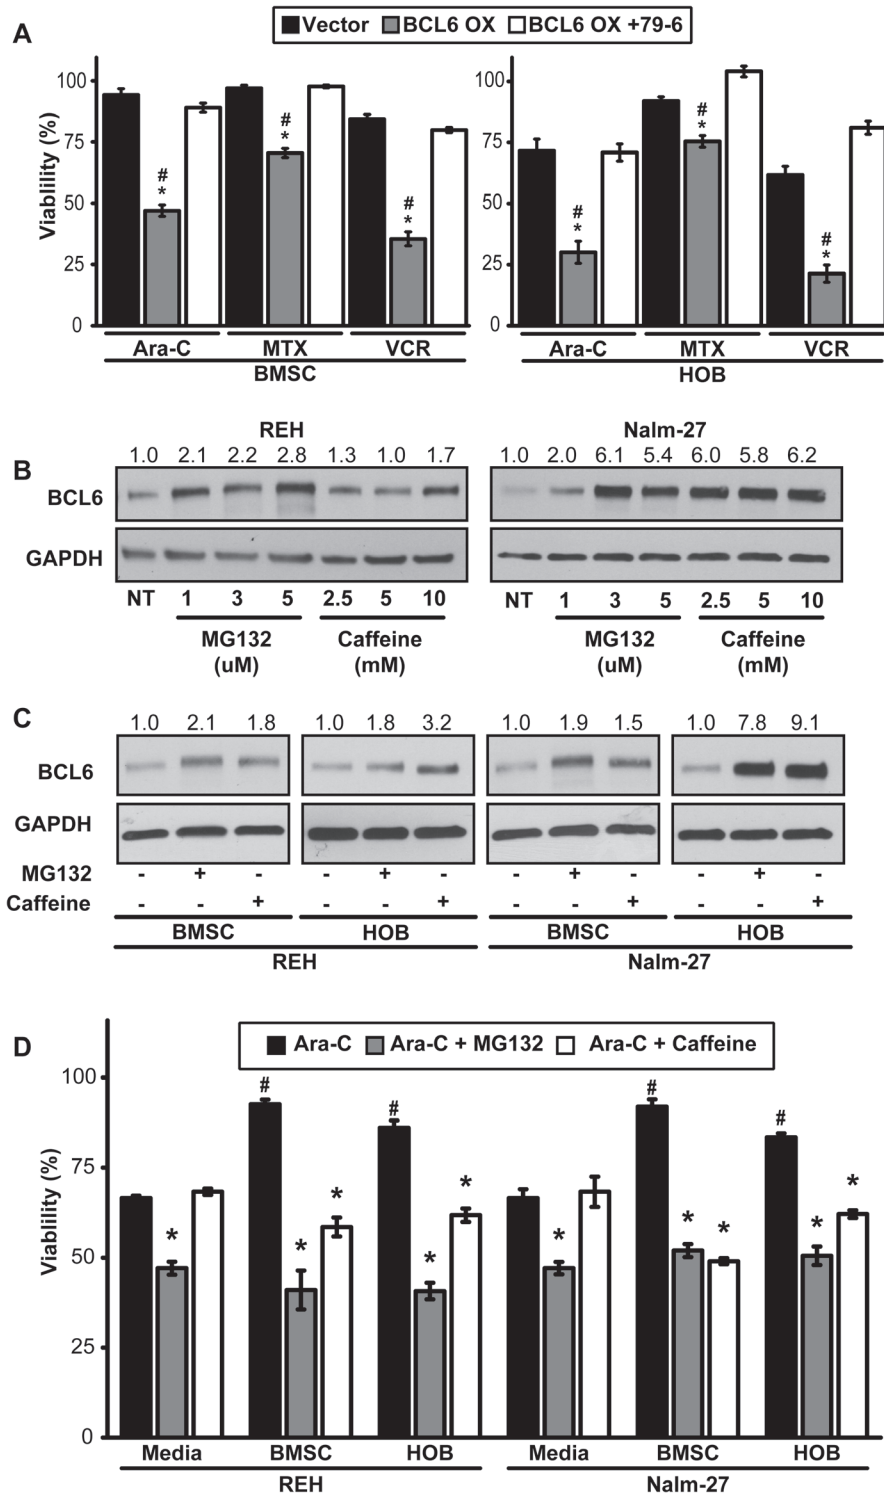 A
Vector BCL6 OX BCL6 OX +79-6
Viablility (%)
100
75
50
25
0
# * # * # *
Ara-C MTX VCR
BMSC
100
75
50
25
0
# * # * # *
Ara-C MTX VCR
HOB
B
REH Nalm-27
1.0 2.1 2.2 2.8 1.3 1.0 1.7 1.0 2.0 6.1 5.4 6.0 5.8 6.2
BCL6
GAPDH
NT 1 3 5 2.5 5 10 NT 1 3 5 2.5 5 10
MG132 Caffeine MG132 Caffeine
(uM) (mM) (uM) (mM)
C
1.0 2.1 1.8 1.0 1.8 3.2 1.0 1.9 1.5 1.0 7.8 9.1
BCL6
GAPDH
MG132 - + - - + - - + - - + -
Caffeine - - + - - + - - + - - +
BMSC HOB BMSC HOB
REH Nalm-27
D
Ara-C Ara-C + MG132 Ara-C + Caffeine
Viablility (%)
100
75
50
25
0
* # * * # * * * # * * # * *
Media BMSC HOB Media BMSC HOB
REH Nalm-27